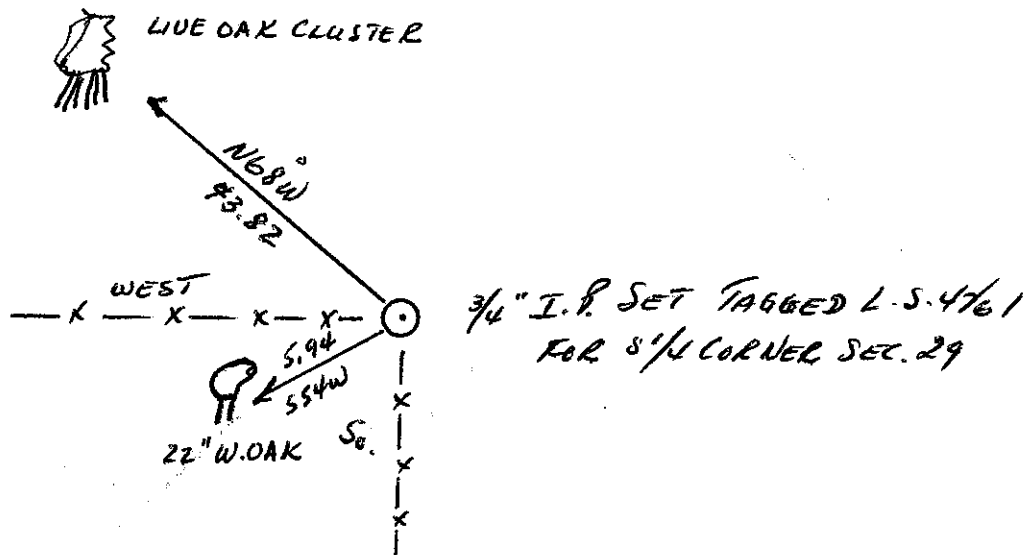 LIVE OAK CLUSTER
N68°W
43.82
WEST
3/4" I.P. SET TAGGED L.S. 4761
FOR S 1/4 CORNER SEC. 29
5.94
S54W
22" W.OAK
So.